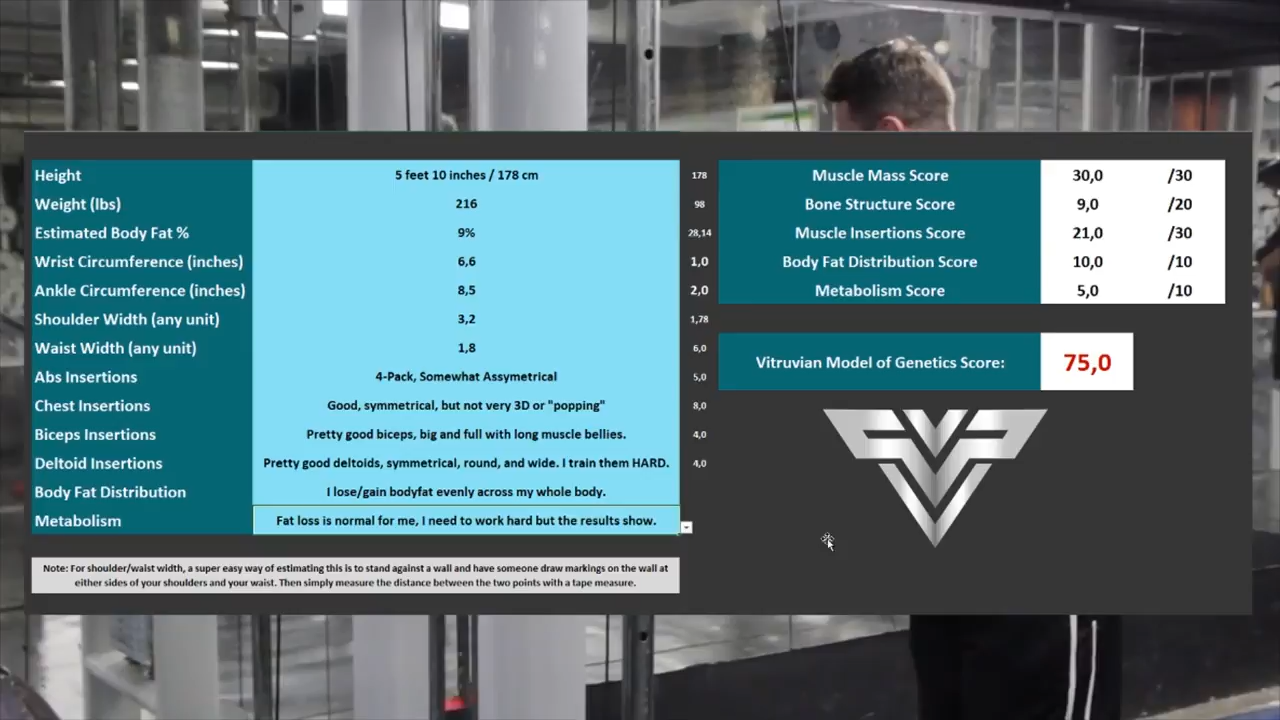 Height 5 feet 10 inches / 178 cm 178
Weight (lbs) 216 98
Estimated Body Fat % 9% 28,14
Wrist Circumference (inches) 6,6 1,0
Ankle Circumference (inches) 8,5 2,0
Shoulder Width (any unit) 3,2 1,78
Waist Width (any unit) 1,8 6,0
Abs Insertions 4-Pack, Somewhat Assymetrical 5,0
Chest Insertions Good, symmetrical, but not very 3D or "popping" 8,0
Biceps Insertions Pretty good biceps, big and full with long muscle bellies. 4,0
Deltoid Insertions Pretty good deltoids, symmetrical, round, and wide. I train them HARD. 4,0
Body Fat Distribution I lose/gain bodyfat evenly across my whole body.
Metabolism Fat loss is normal for me, I need to work hard but the results show.
Note: For shoulder/waist width, a super easy way of estimating this is to stand against a wall and have someone draw markings on the wall at
either sides of your shoulders and your waist. Then simply measure the distance between the two points with a tape measure.
Muscle Mass Score 30,0 /30
Bone Structure Score 9,0 /20
Muscle Insertions Score 21,0 /30
Body Fat Distribution Score 10,0 /10
Metabolism Score 5,0 /10
Vitruvian Model of Genetics Score: 75,0